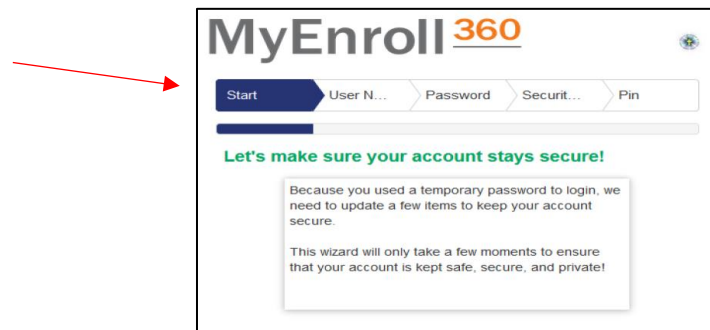 MyEnroll 360
Start User N... Password Securit... Pin
Let's make sure your account stays secure!
Because you used a temporary password to login, we
need to update a few items to keep your account
secure.
This wizard will only take a few moments to ensure
that your account is kept safe, secure, and private!